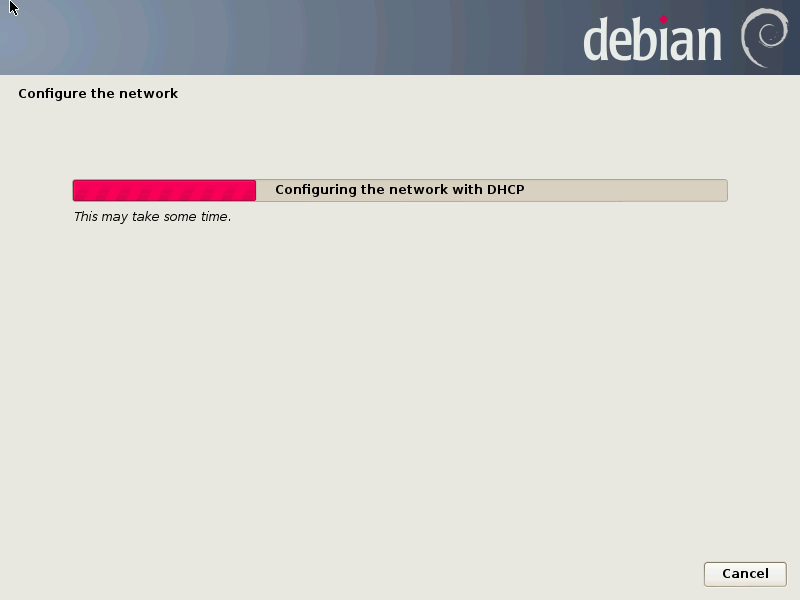 debian
Configure the network
Configuring the network with DHCP
This may take some time.
Cancel